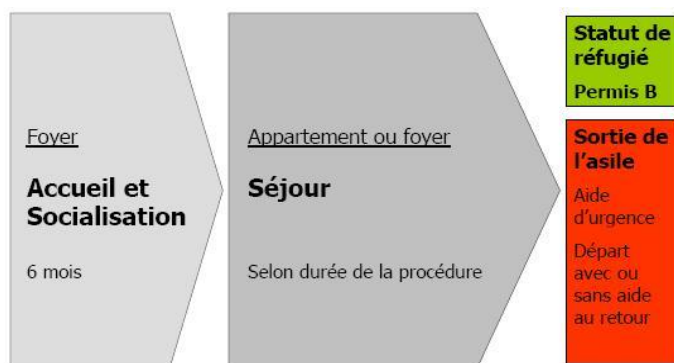 Foyer
Accueil et
Socialisation
6 mois
Appartement ou foyer
Séjour
Selon durée de la procédure
Statut de
réfugié
Permis B
Sortie de
l'asile
Aide
d'urgence
Départ
avec ou
sans aide
au retour